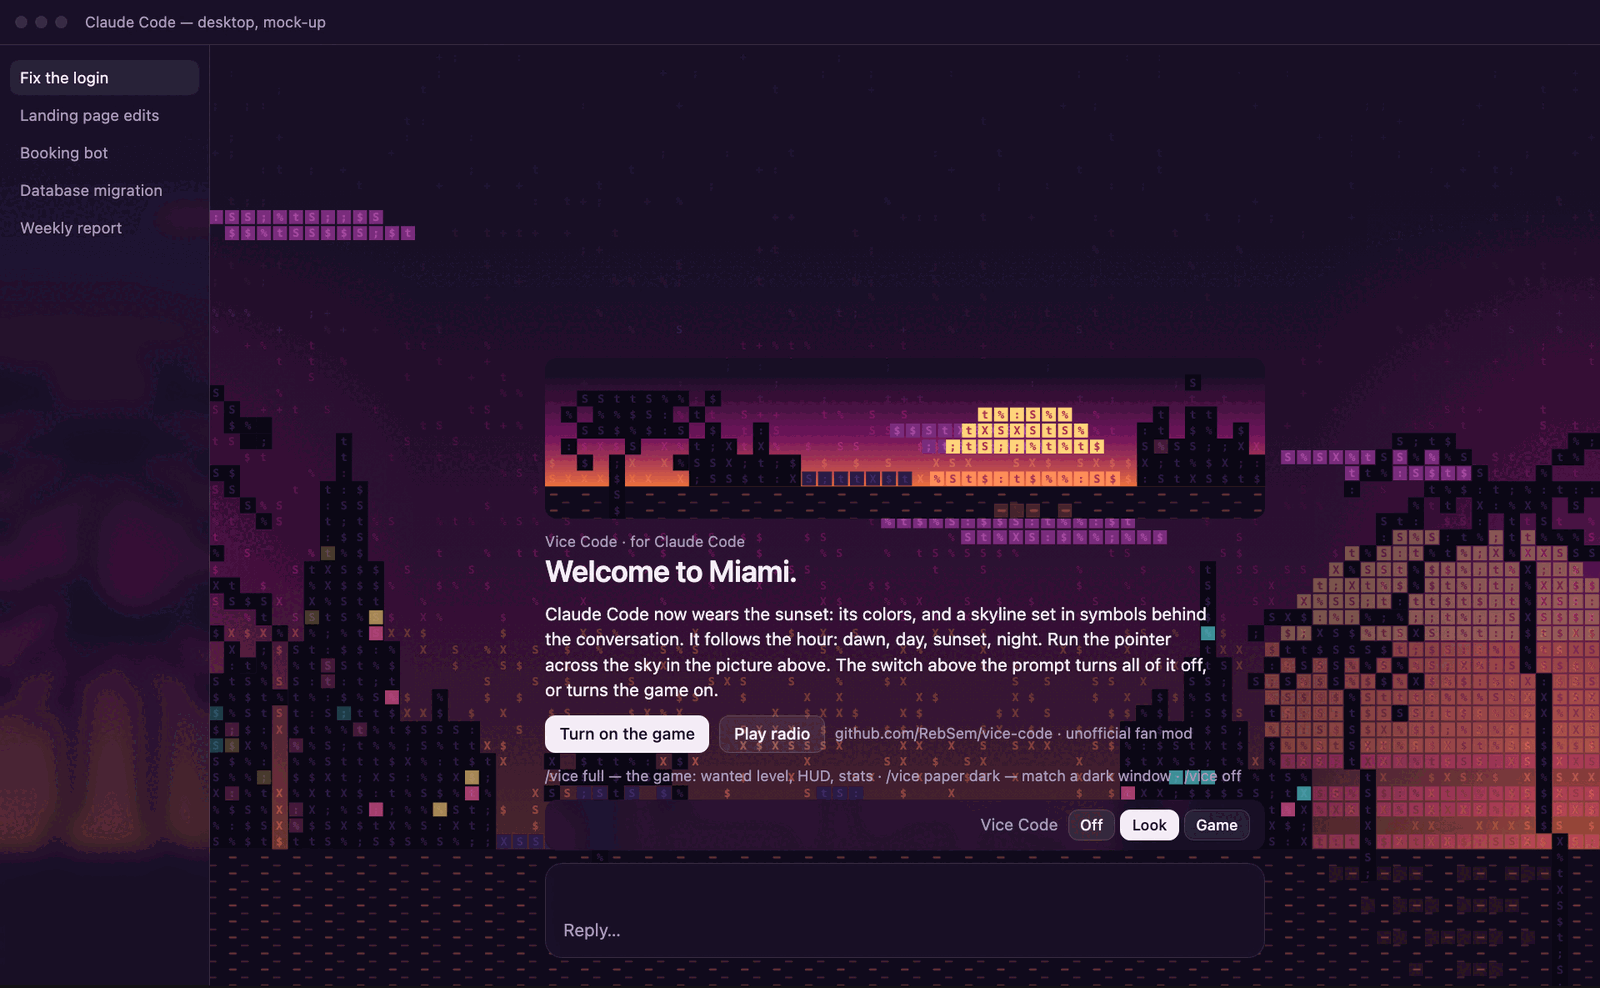 Claude Code — desktop, mock-up
Fix the login
Landing page edits
Booking bot
Database migration
Weekly report
Vice Code · for Claude Code
Welcome to Miami.
Claude Code now wears the sunset: its colors, and a skyline set in symbols behind
the conversation. It follows the hour: dawn, day, sunset, night. Run the pointer
across the sky in the picture above. The switch above the prompt turns all of it off,
or turns the game on.
Turn on the game
Play radio
github.com/RebSem/vice-code · unofficial fan mod
/vice full — the game: wanted level, HUD, stats · /vice paper dark — match a dark window · /vice off
Vice Code
Off
Look
Game
Reply...